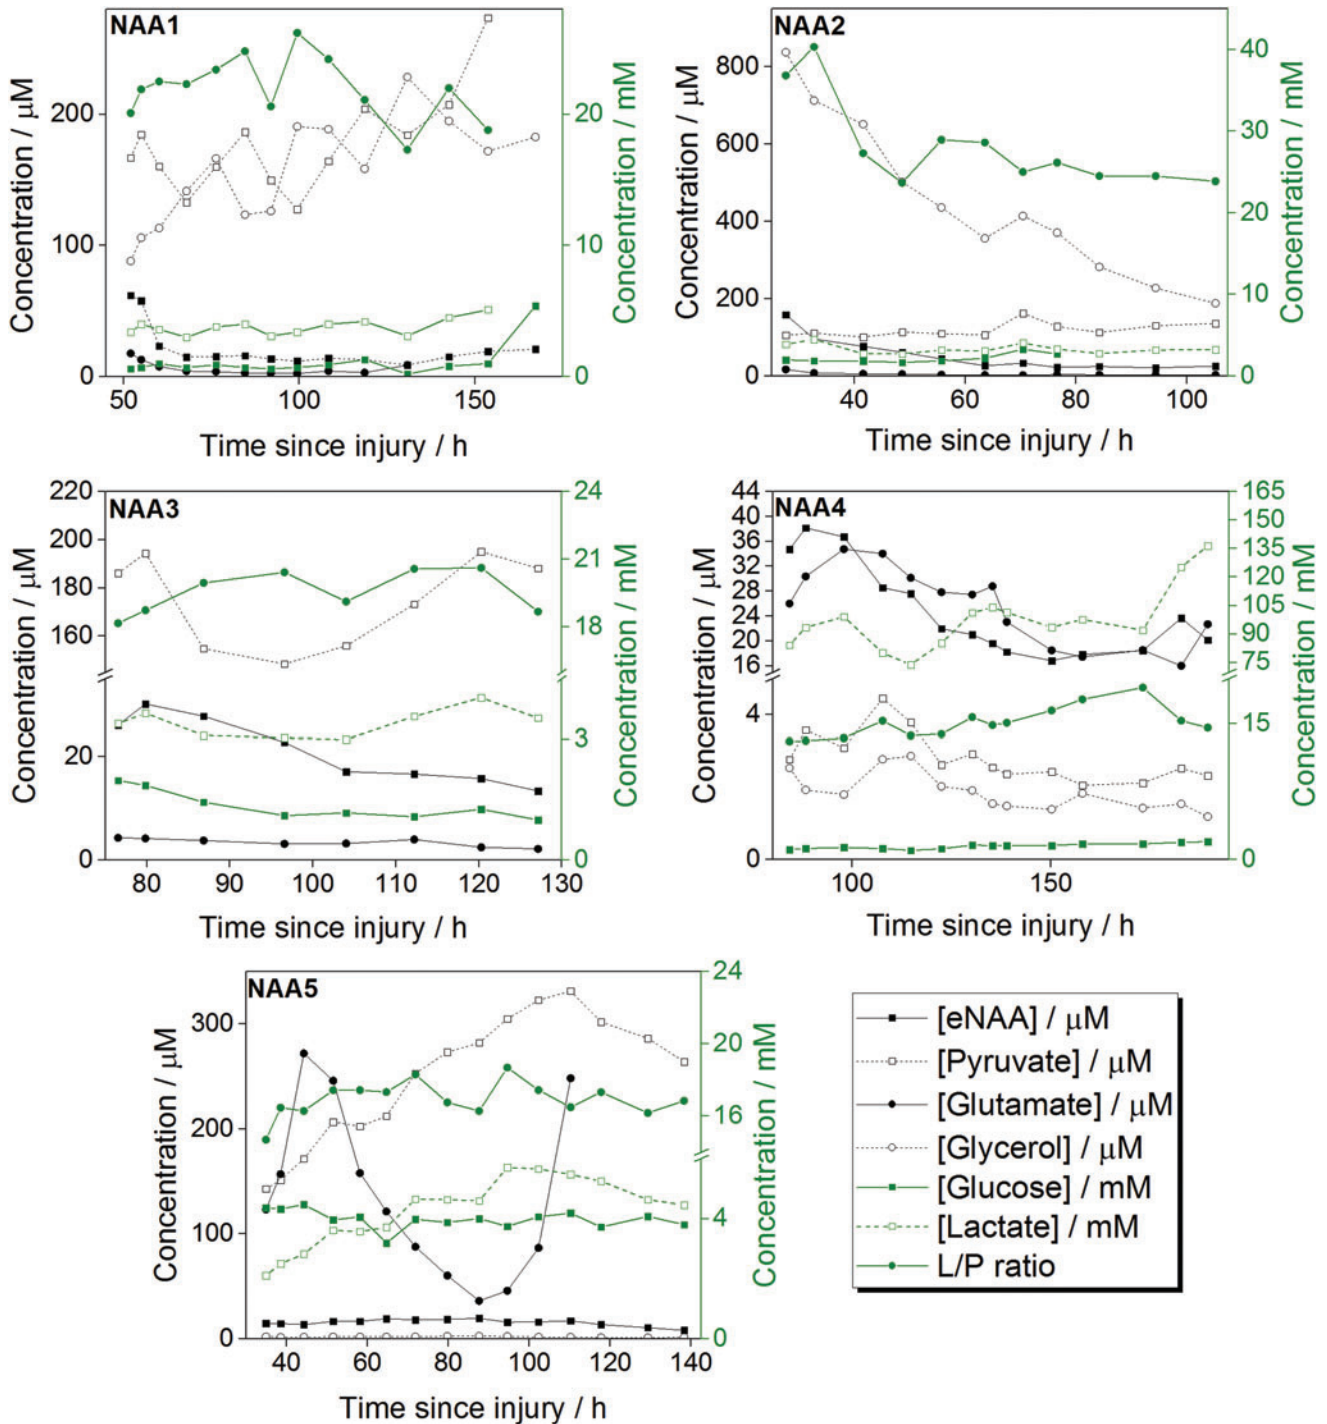 NAA1
Concentration / μM
200
100
0
20
10
0
Concentration / mM
50
100
150
Time since injury / h
NAA2
Concentration / μM
800
600
400
200
0
40
30
20
10
0
Concentration / mM
40
60
80
100
Time since injury / h
NAA3
Concentration / μM
220
200
180
160
20
0
24
21
18
3
0
Concentration / mM
80
90
100
110
120
130
Time since injury / h
NAA4
Concentration / μM
44
40
36
32
28
24
20
16
4
0
165
150
135
120
105
90
75
15
0
Concentration / mM
100
150
Time since injury / h
NAA5
Concentration / μM
300
200
100
0
24
20
16
4
0
Concentration / mM
40
60
80
100
120
140
Time since injury / h
[eNAA] / μM
[Pyruvate] / μM
[Glutamate] / μM
[Glycerol] / μM
[Glucose] / mM
[Lactate] / mM
L/P ratio